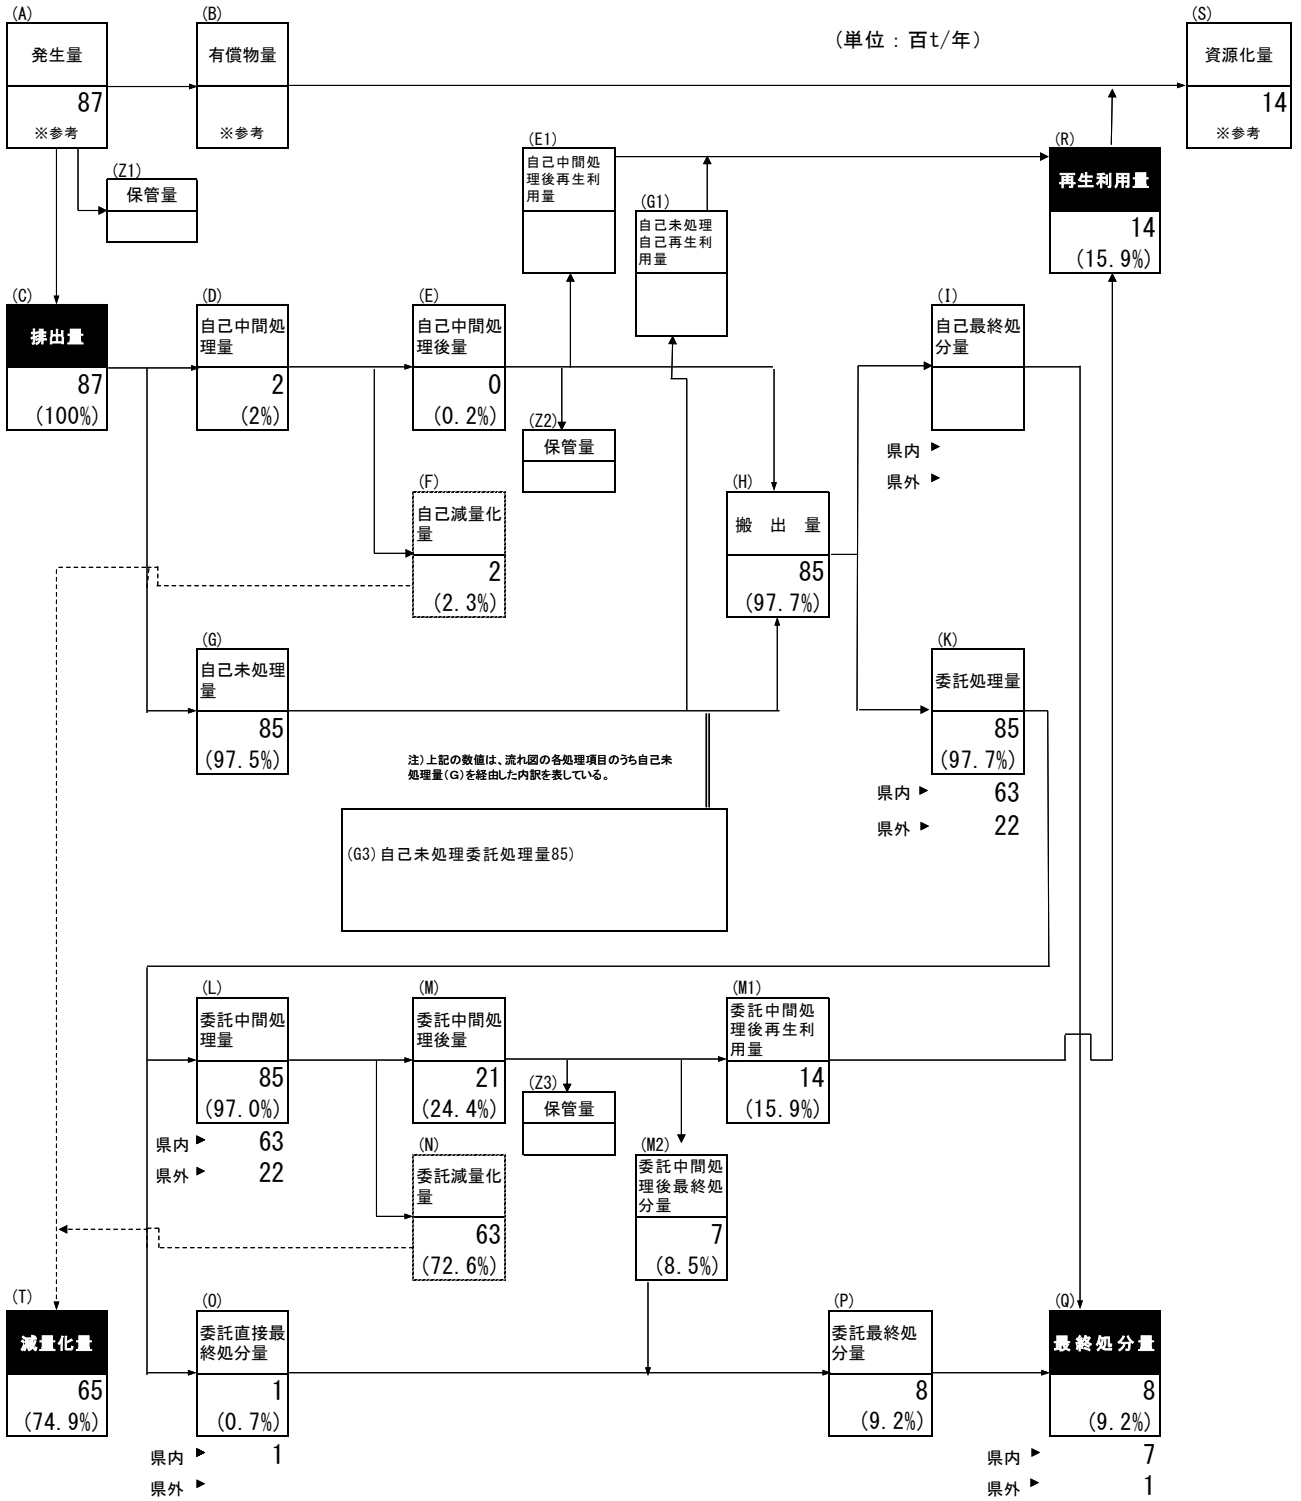 (A)
発生量
87
※参考
(B)
有償物量
※参考
(単位：百t/年)
(S)
資源化量
14
※参考
(Z1)
保管量
(E1)
自己中間処
理後再生利
用量
(G1)
自己未処理
自己再生利
用量
(R)
再生利用量
14
(15.9%)
(C)
排出量
87
(100%)
(D)
自己中間処
理量
2
(2%)
(E)
自己中間処
理後量
0
(0.2%)
(Z2)
保管量
(I)
自己最終処
分量
県内 ▶
県外 ▶
(F)
自己減量化
量
2
(2.3%)
(H)
搬 出 量
85
(97.7%)
(G)
自己未処理
量
85
(97.5%)
(K)
委託処理量
85
(97.7%)
県内 ▶ 63
県外 ▶ 22
注)上記の数値は、流れ図の各処理項目のうち自己未
処理量(G)を経由した内訳を表している。
(G3)自己未処理委託処理量85)
(L)
委託中間処
理量
85
(97.0%)
県内 ▶ 63
県外 ▶ 22
(M)
委託中間処
理後量
21
(24.4%)
(Z3)
保管量
(M1)
委託中間処
理後再生利
用量
14
(15.9%)
(N)
委託減量化
量
63
(72.6%)
(M2)
委託中間処
理後最終処
分量
7
(8.5%)
(T)
減量化量
65
(74.9%)
(O)
委託直接最
終処分量
1
(0.7%)
県内 ▶ 1
県外 ▶
(P)
委託最終処
分量
8
(9.2%)
(Q)
最終処分量
8
(9.2%)
県内 ▶ 7
県外 ▶ 1